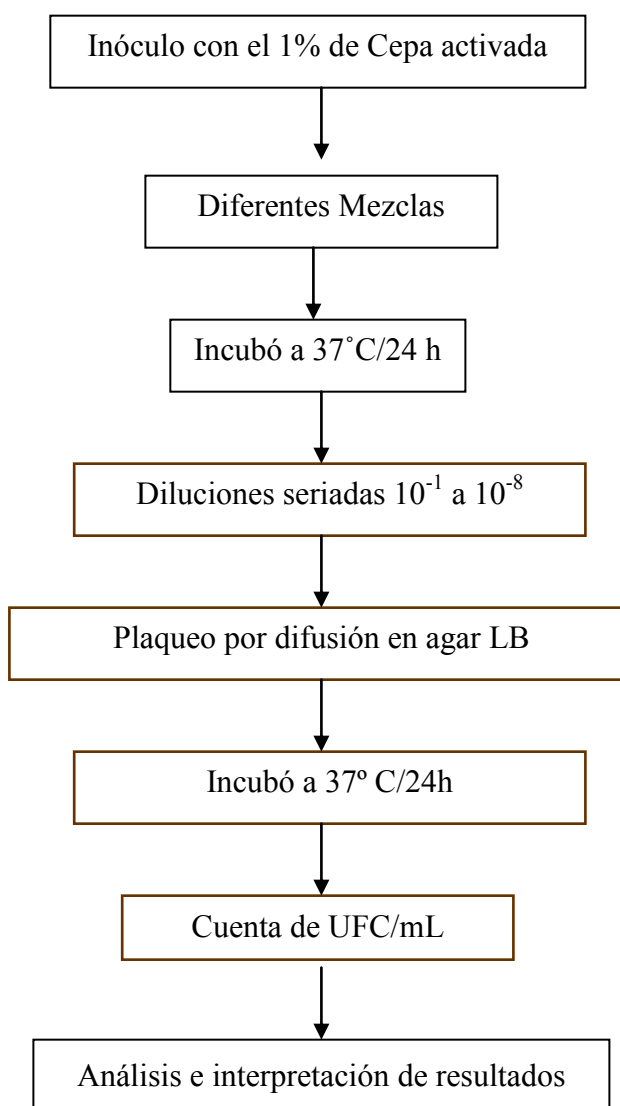 Inóculo con el 1% de Cepa activada
Diferentes Mezclas
Incubó a 37˚C/24 h
Diluciones seriadas 10⁻¹ a 10⁻⁸
Plaqueo por difusión en agar LB
Incubó a 37º C/24h
Cuenta de UFC/mL
Análisis e interpretación de resultados